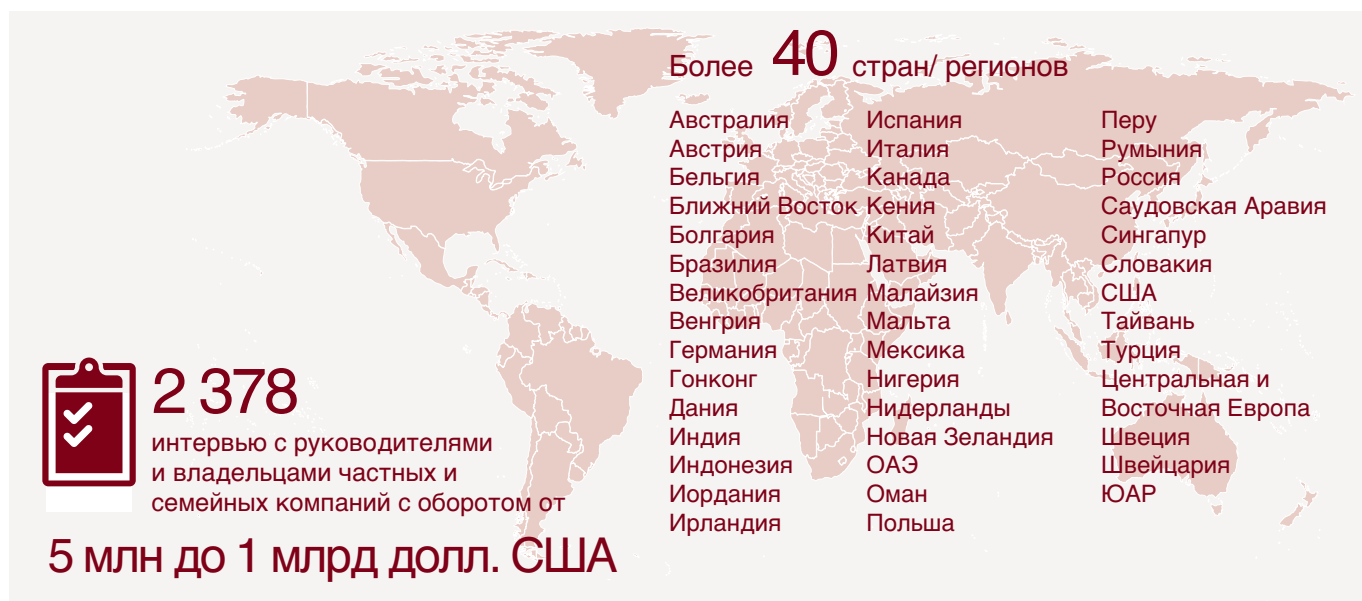 Более 40 стран/ регионов
Австралия
Австрия
Бельгия
Ближний Восток
Болгария
Бразилия
Великобритания
Венгрия
Германия
Гонконг
Дания
Индия
Индонезия
Иордания
Ирландия
Испания
Италия
Канада
Кения
Китай
Латвия
Малайзия
Мальта
Мексика
Нигерия
Нидерланды
Новая Зеландия
ОАЭ
Оман
Польша
Перу
Румыния
Россия
Саудовская Аравия
Сингапур
Словакия
США
Тайвань
Турция
Центральная и
Восточная Европа
Швеция
Швейцария
ЮАР
2 378
интервью с руководителями
и владельцами частных и
семейных компаний с оборотом от
5 млн до 1 млрд долл. США